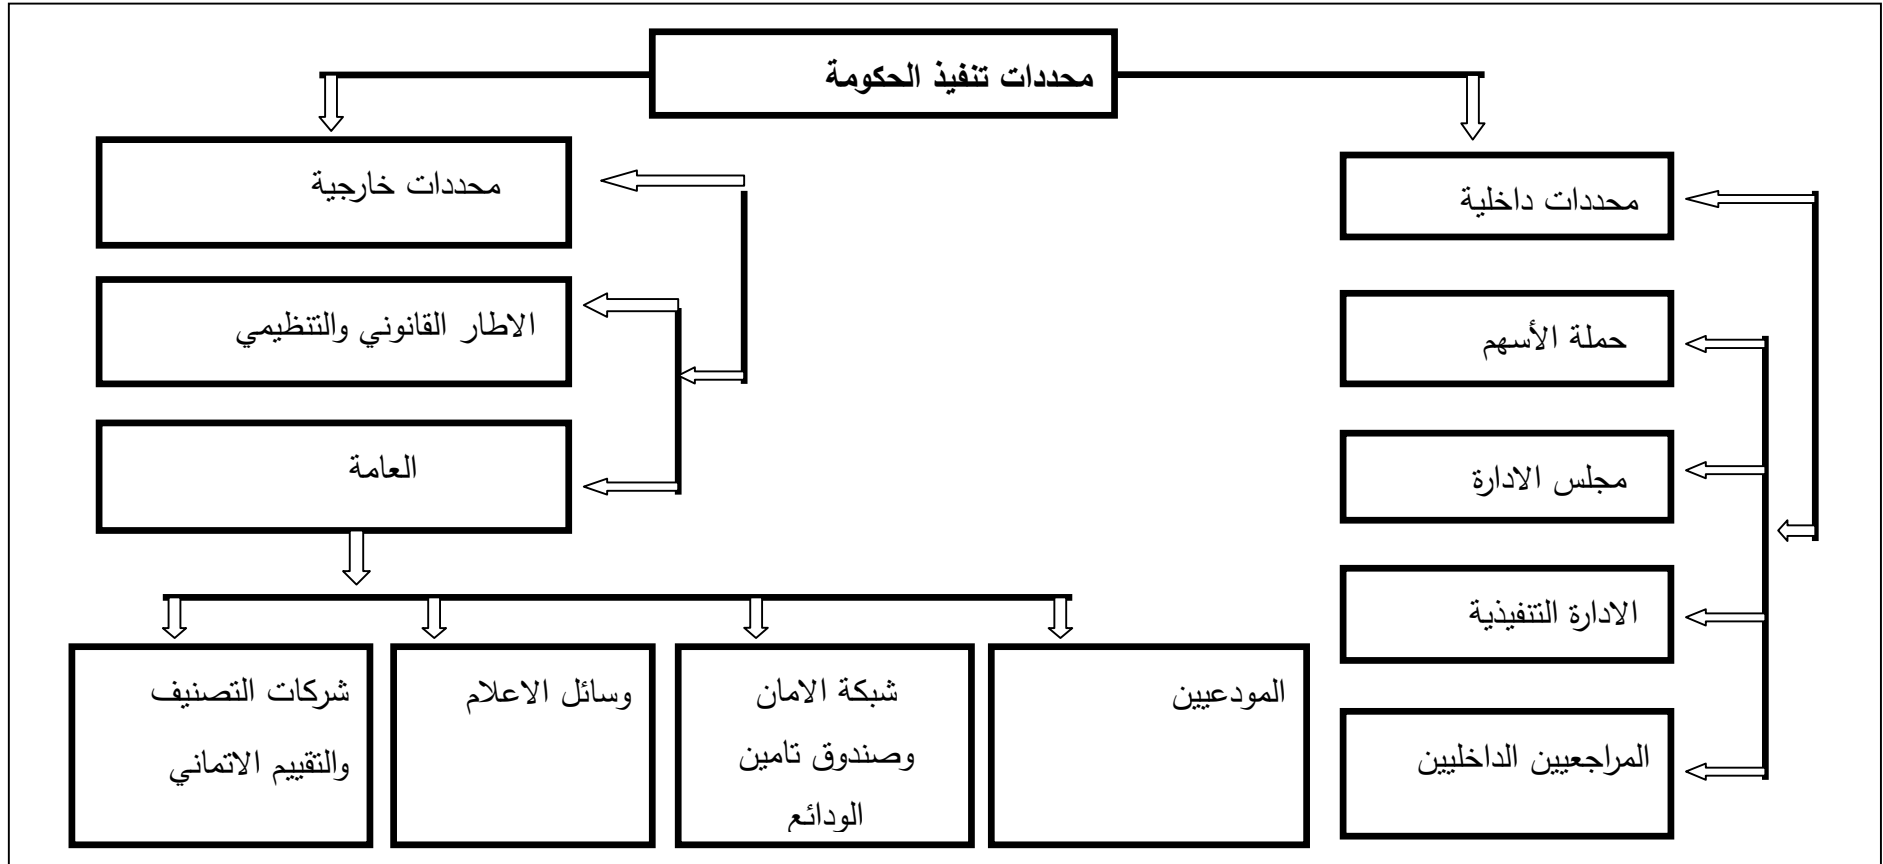 محددات تنفيذ الحكومة
محددات داخلية
حملة الأسهم
مجلس الادارة
الادارة التنفيذية
المراجعيين الداخليين
محددات خارجية
الاطار القانوني والتنظيمي
العامة
المودعيين
شبكة الامان
وصندوق تامين
الودائع
وسائل الاعلام
شركات التصنيف
والتقييم الاتماني